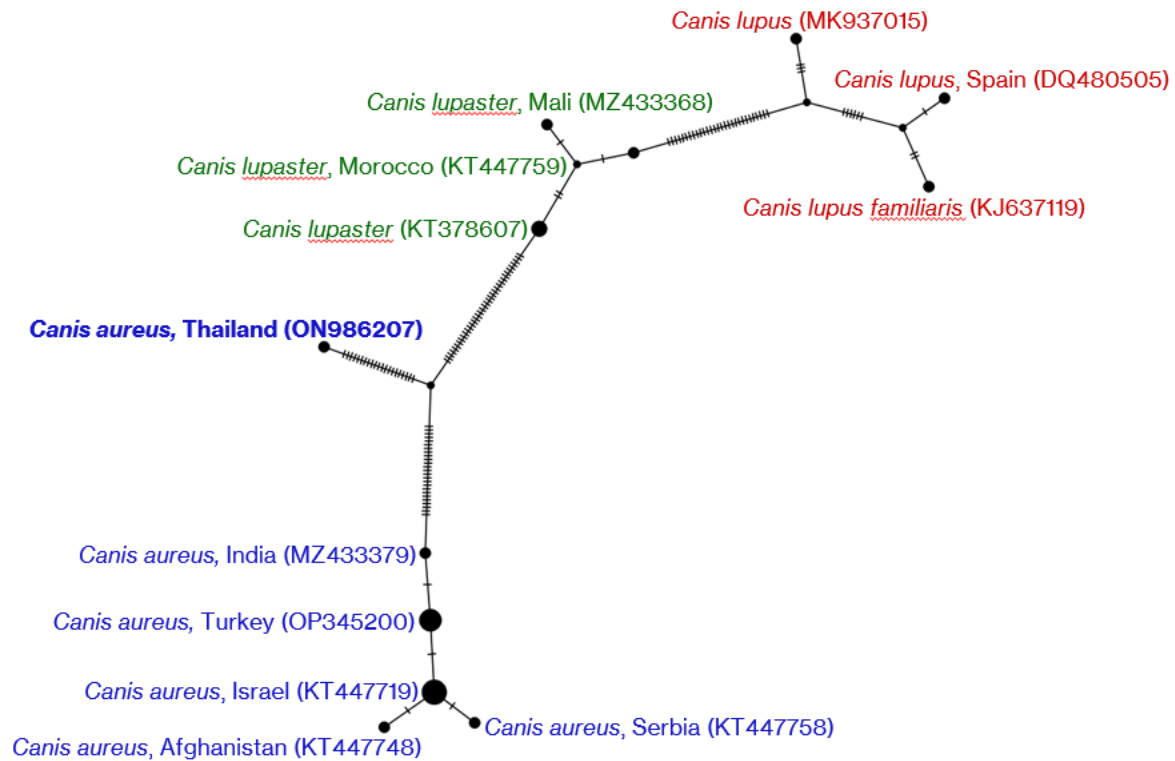 Canis lupus (MK937015)
Canis lupus, Spain (DQ480505)
Canis lupaster, Mali (MZ433368)
Canis lupaster, Morocco (KT447759)
Canis lupus familiaris (KJ637119)
Canis lupaster (KT378607)
Canis aureus, Thailand (ON986207)
Canis aureus, India (MZ433379)
Canis aureus, Turkey (OP345200)
Canis aureus, Israel (KT447719)
Canis aureus, Serbia (KT447758)
Canis aureus, Afghanistan (KT447748)